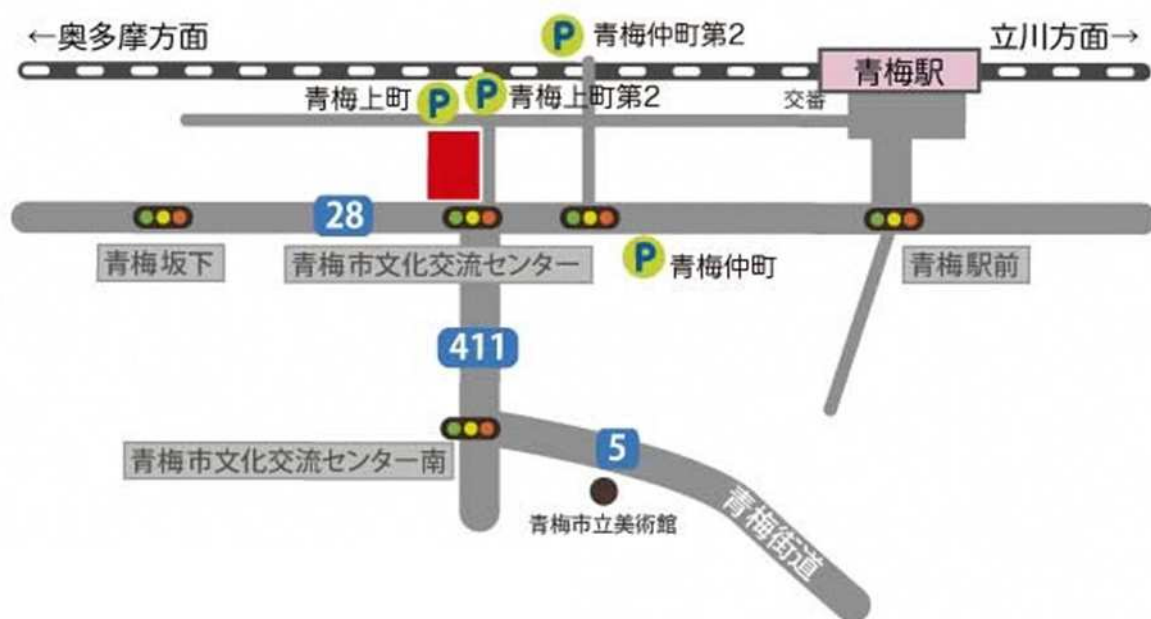 ←奥多摩方面
P 青梅仲町第2
立川方面→
青梅駅
青梅上町 P
P 青梅上町第2
交番
28
青梅坂下
青梅市文化交流センター
P 青梅仲町
青梅駅前
411
青梅市文化交流センター南
5
青梅市立美術館
青梅街道